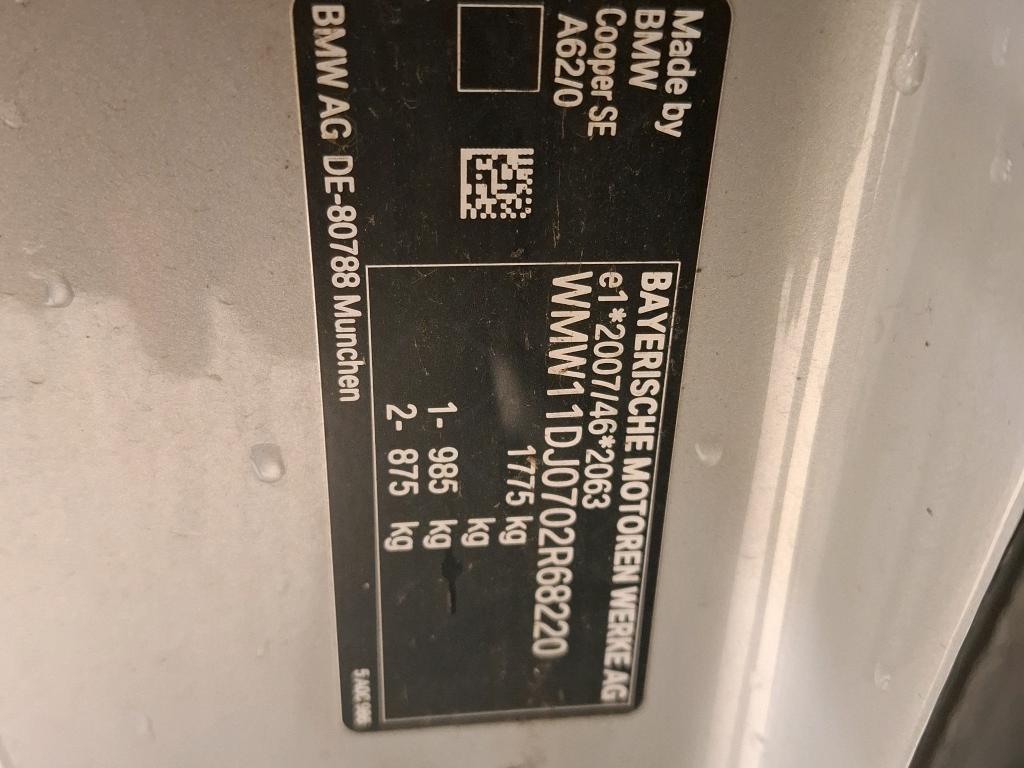 Made by
BMW
Cooper SE
A62/0
BAYERISCHE MOTOREN WERKE AG
e1*2007/46*2063
WMW11DJ0702R68220
1775 kg
kg
1- 985 kg
2- 875 kg
BMW AG DE-80788 Munchen